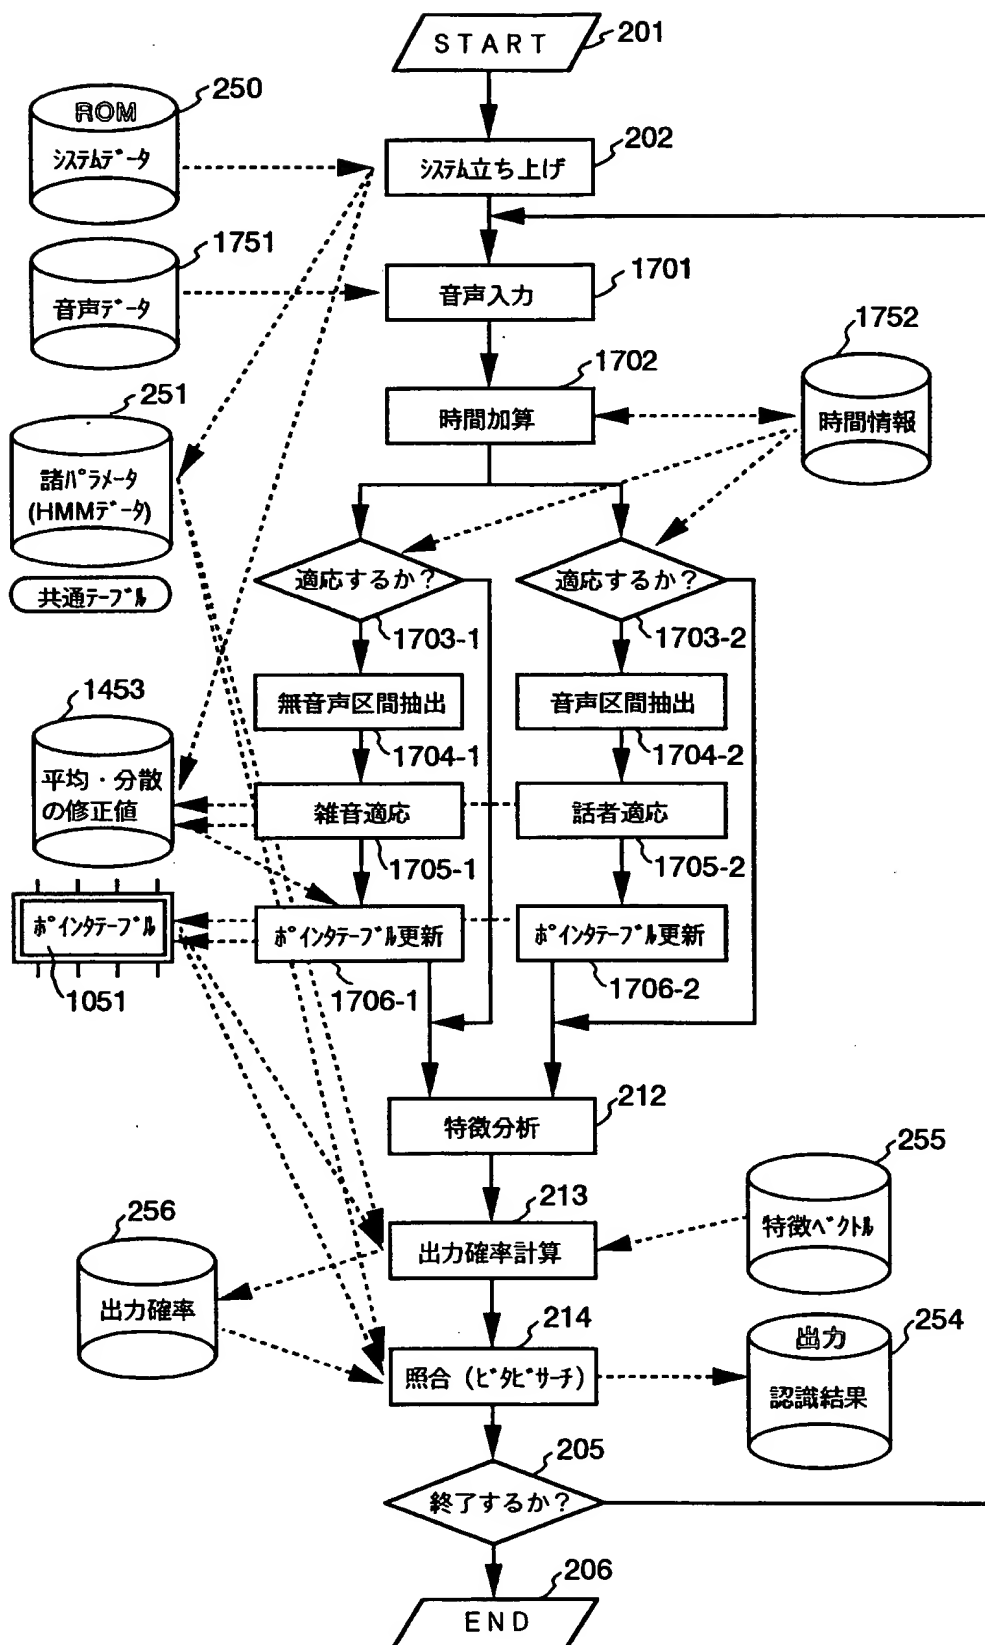 START
201
250
ROM
システムデータ
202
システム立ち上げ
1751
音声データ
1701
音声入力
1752
時間情報
1702
時間加算
251
諸パラメータ
(HMMデータ)
共通テーブル
適応するか?
1703-1
適応するか?
1703-2
無音声区間抽出
1704-1
音声区間抽出
1704-2
1453
平均・分散
の修正値
雑音適応
1705-1
話者適応
1705-2
ポインタテーブル
1051
ポインタテーブル更新
1706-1
ポインタテーブル更新
1706-2
212
特徴分析
255
特徴ベクトル
213
出力確率計算
256
出力確率
214
照合(ビタビサーチ)
254
出力
認識結果
205
終了するか?
206
END